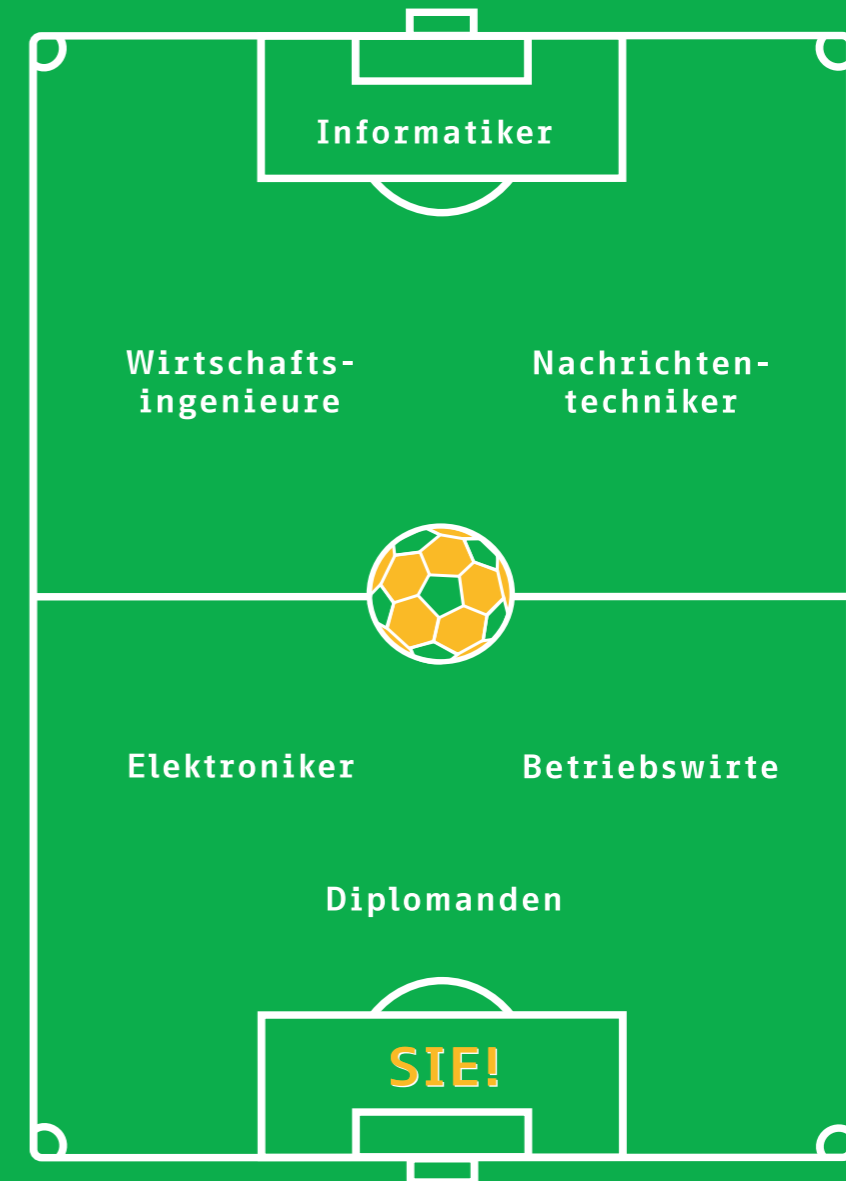 Informatiker
Wirtschafts-
ingenieure
Nachrichten-
techniker
Elektroniker
Betriebswirte
Diplomanden
SIE!